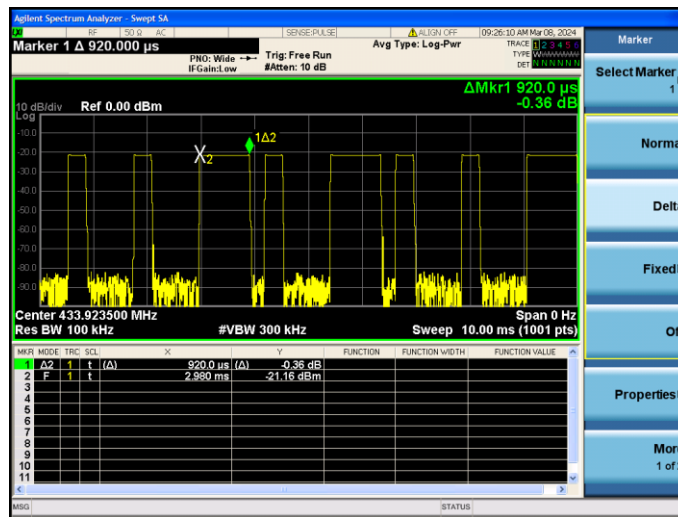 Agilent Spectrum Analyzer - Swept SA
RF 50 Ω AC SENSE:PULSE ALIGN OFF 09:26:10 AM Mar 08, 2024
Marker 1 Δ 920.000 µs
PNO: Wide Trig: Free Run Avg Type: Log-Pwr TRACE 1 2 3 4 5 6
IFGain:Low #Atten: 10 dB TYPE
DET N N N N N N
ΔMkr1 920.0 µs
10 dB/div Ref 0.00 dBm -0.36 dB
Log
-10.0
1Δ2
-20.0
X2
-30.0
-40.0
-50.0
-60.0
-70.0
-80.0
-90.0
Center 433.923500 MHz Span 0 Hz
Res BW 100 kHz #VBW 300 kHz Sweep 10.00 ms (1001 pts)
MKR MODE TRC SCL X Y FUNCTION FUNCTION WIDTH FUNCTION VALUE
1 Δ2 1 t (Δ) 920.0 µs (Δ) -0.36 dB
2 F 1 t 2.980 ms -21.16 dBm
3
4
5
6
7
8
9
10
11
MSG STATUS
Marker
Select Marker
1
Norma
Delt
Fixed
Of
Properties
Mor
1 of